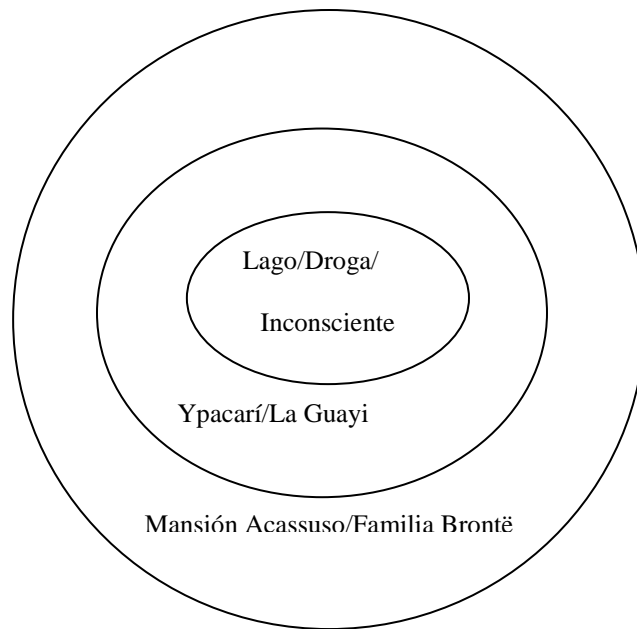 Lago/Droga/
Inconsciente
Ypacarí/La Guayi
Mansión Acassuso/Familia Brontë